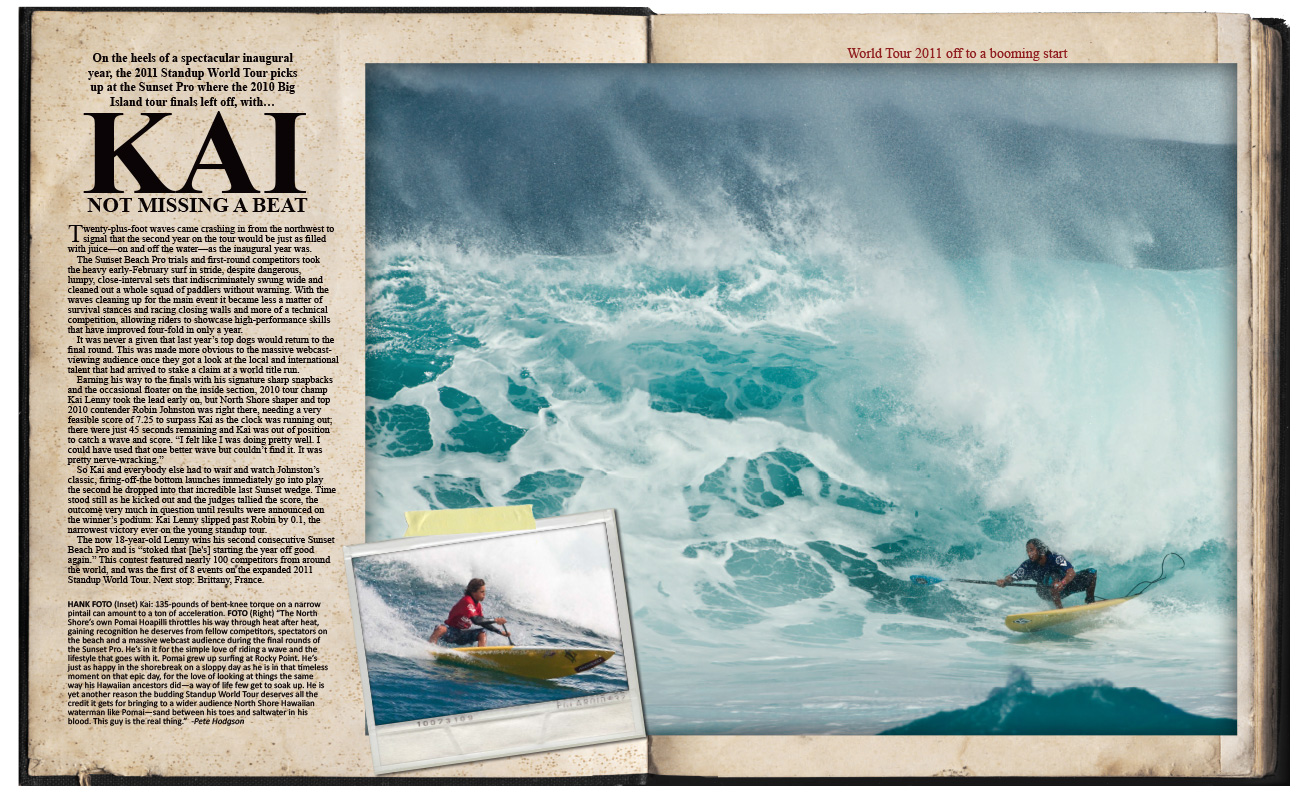 On the heels of a spectacular inaugural
year, the 2011 Standup World Tour picks
up at the Sunset Pro where the 2010 Big
Island tour finals left off, with…
KAI
NOT MISSING A BEAT
Twenty-plus-foot waves came crashing in from the northwest to
signal that the second year on the tour would be just as filled
with juice—on and off the water—as the inaugural year was.
The Sunset Beach Pro trials and first-round competitors took
the heavy early-February surf in stride, despite dangerous,
lumpy, close-interval sets that indiscriminately swung wide and
cleaned out a whole squad of paddlers without warning. With the
waves cleaning up for the main event it became less a matter of
survival stances and racing closing walls and more of a technical
competition, allowing riders to showcase high-performance skills
that have improved four-fold in only a year.
It was never a given that last year's top dogs would return to the
final round. This was made more obvious to the massive webcast-
viewing audience once they got a look at the local and international
talent that had arrived to stake a claim at a world title run.
Earning his way to the finals with his signature sharp snapbacks
and the occasional floater on the inside section, 2010 tour champ
Kai Lenny took the lead early on, but North Shore shaper and top
2010 contender Robin Johnston was right there, needing a very
feasible score of 7.25 to surpass Kai as the clock was running out;
there were just 45 seconds remaining and Kai was out of position
to catch a wave and score. “I felt like I was doing pretty well. I
could have used that one better wave but couldn't find it. It was
pretty nerve-wracking.”
So Kai and everybody else had to wait and watch Johnston's
classic, firing-off-the bottom launches immediately go into play
the second he dropped into that incredible last Sunset wedge. Time
stood still as he kicked out and the judges tallied the score, the
outcome very much in question until results were announced on
the winner's podium: Kai Lenny slipped past Robin by 0.1, the
narrowest victory ever on the young standup tour.
The now 18-year-old Lenny wins his second consecutive Sunset
Beach Pro and is “stoked that [he's] starting the year off good
again.” This contest featured nearly 100 competitors from around
the world, and was the first of 8 events on the expanded 2011
Standup World Tour. Next stop: Brittany, France.
HANK FOTO (Inset) Kai: 135-pounds of bent-knee torque on a narrow
pintail can amount to a ton of acceleration. FOTO (Right) “The North
Shore's own Pomai Hoapilli throttles his way through heat after heat,
gaining recognition he deserves from fellow competitors, spectators on
the beach and a massive webcast audience during the final rounds of
the Sunset Pro. He's in it for the simple love of riding a wave and the
lifestyle that goes with it. Pomai grew up surfing at Rocky Point. He's
just as happy in the shorebreak on a sloppy day as he is in that timeless
moment on that epic day, for the love of looking at things the same
way his Hawaiian ancestors did—a way of life few get to soak up. He is
yet another reason the budding Standup World Tour deserves all the
credit it gets for bringing to a wider audience North Shore Hawaiian
waterman like Pomai—sand between his toes and saltwater in his
blood. This guy is the real thing.” -Pete Hodgson
World Tour 2011 off to a booming start